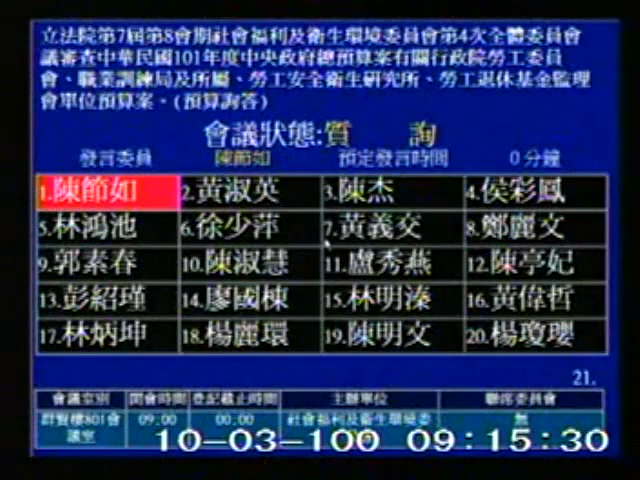 立法院第7屆第8會期社會福利及衛生環境委員會第4次全體委員會
議審查中華民國101年度中央政府總預算案有關行政院勞工委員
會、職業訓練局及所屬、勞工安全衛生研究所、勞工退休基金監理
會單位預算案。(預算詢答)
會議狀態:質 詢
發言委員 陳節如 預定發言時間 0分鐘
1.陳節如 2.黃淑英 3.陳杰 4.侯彩鳳
5.林鴻池 6.徐少萍 7.黃義交 8.鄭麗文
9.郭素春 10.陳淑慧 11.盧秀燕 12.陳亭妃
13.彭紹瑾 14.廖國棟 15.林明溱 16.黃偉哲
17.林炳坤 18.楊麗環 19.陳明文 20.楊瓊瓔
21.
會議室別 開會時間 登記截止時間 主辦單位 聯席委員會
群賢樓801會 09:00 00:00 社會福利及衛生環境委 無
議室
10-03-100 09:15:30